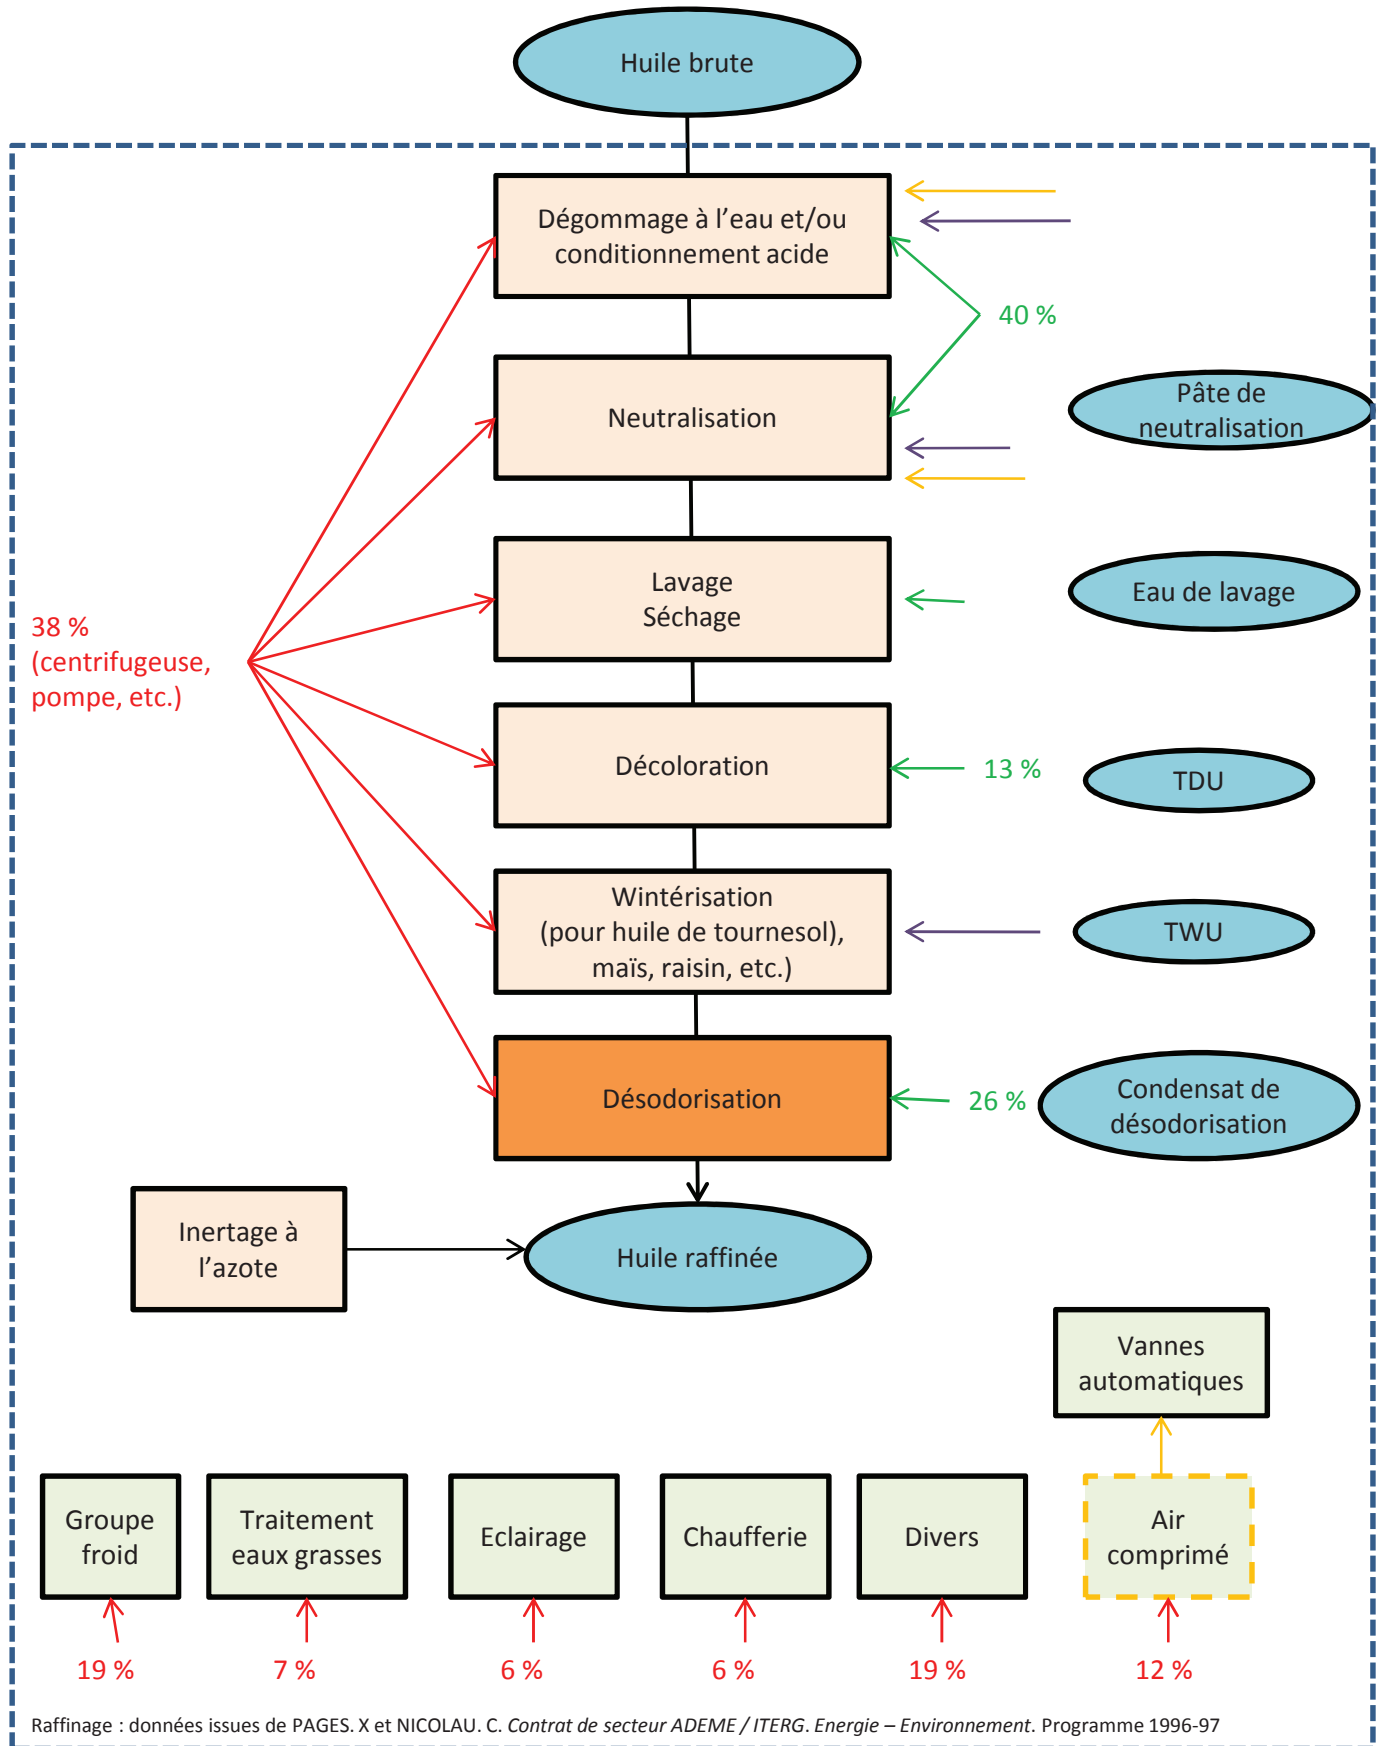 Huile brute
Dégommage à l'eau et/ou
conditionnement acide
40 %
Neutralisation
Pâte de
neutralisation
Lavage
Séchage
Eau de lavage
38 %
(centrifugeuse,
pompe, etc.)
Décoloration
13 %
TDU
Wintérisation
(pour huile de tournesol),
maïs, raisin, etc.)
TWU
Désodorisation
26 %
Condensat de
désodorisation
Inertage à
l'azote
Huile raffinée
Vannes
automatiques
Groupe
froid
Traitement
eaux grasses
Eclairage
Chaufferie
Divers
Air
comprimé
19 %
7 %
6 %
6 %
19 %
12 %
Raffinage : données issues de PAGES. X et NICOLAU. C. Contrat de secteur ADEME / ITERG. Energie – Environnement. Programme 1996-97